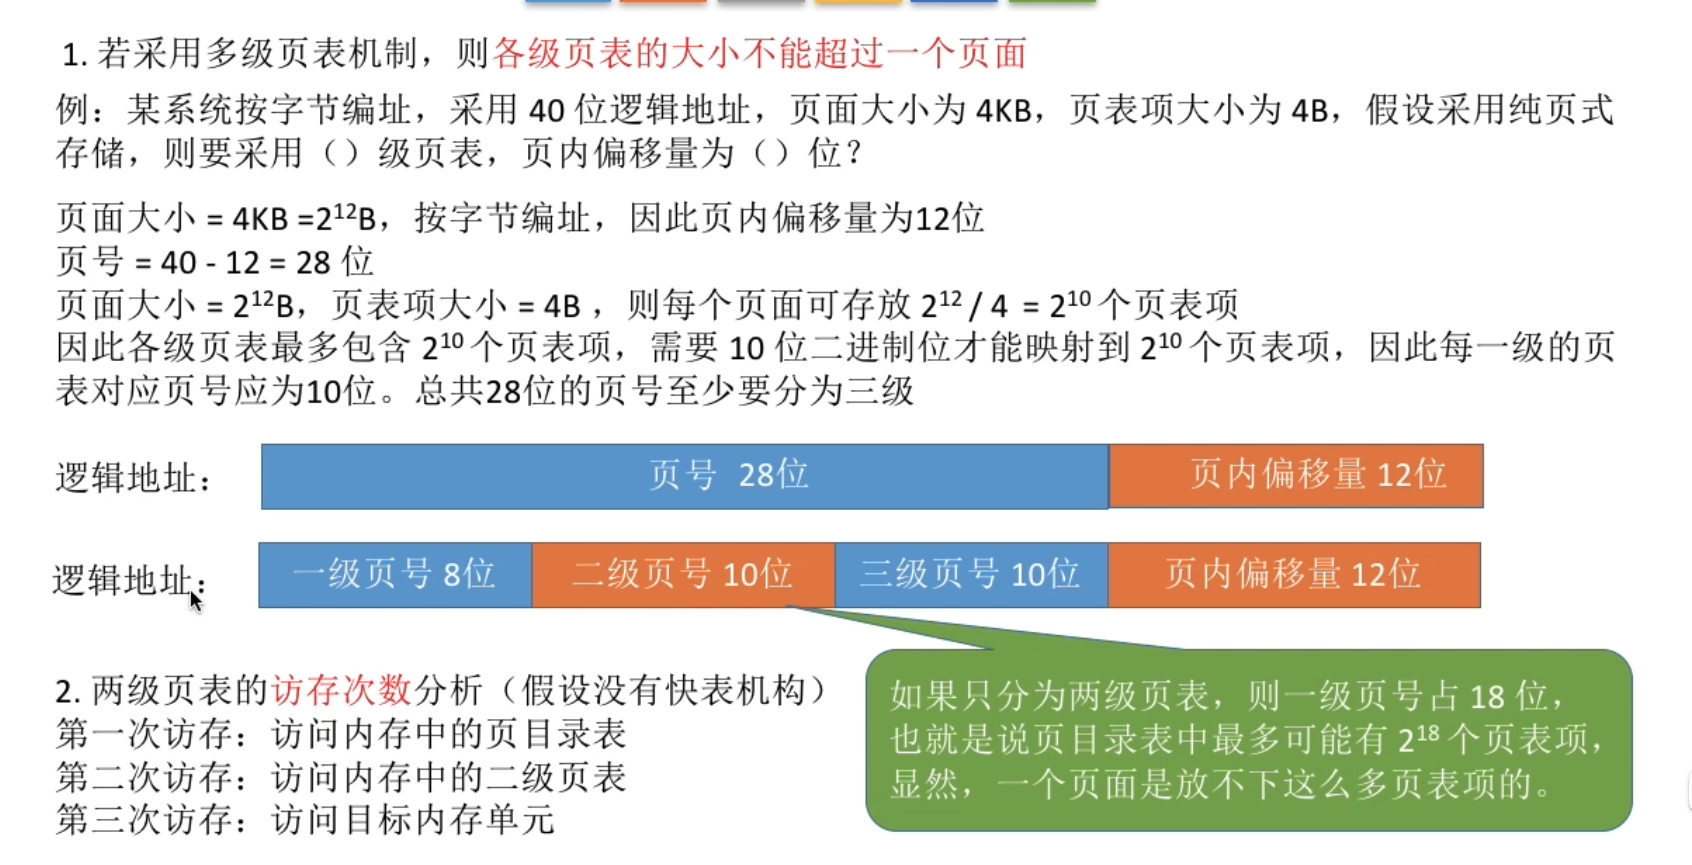 1. 若采用多级页表机制，则各级页表的大小不能超过一个页面
例：某系统按字节编址，采用 40 位逻辑地址，页面大小为 4KB，页表项大小为 4B，假设采用纯页式
存储，则要采用（）级页表，页内偏移量为（）位？
页面大小 = 4KB =2¹²B，按字节编址，因此页内偏移量为12位
页号 = 40 - 12 = 28 位
页面大小 = 2¹²B，页表项大小 = 4B ，则每个页面可存放 2¹² / 4 = 2¹⁰ 个页表项
因此各级页表最多包含 2¹⁰ 个页表项，需要 10 位二进制位才能映射到 2¹⁰ 个页表项，因此每一级的页
表对应页号应为10位。总共28位的页号至少要分为三级
逻辑地址： 页号 28位 页内偏移量 12位
逻辑地址： 一级页号 8位 二级页号 10位 三级页号 10位 页内偏移量 12位
2. 两级页表的访存次数分析（假设没有快表机构）
第一次访存：访问内存中的页目录表
第二次访存：访问内存中的二级页表
第三次访存：访问目标内存单元
如果只分为两级页表，则一级页号占 18 位，
也就是说页目录表中最多可能有 2¹⁸ 个页表项，
显然，一个页面是放不下这么多页表项的。